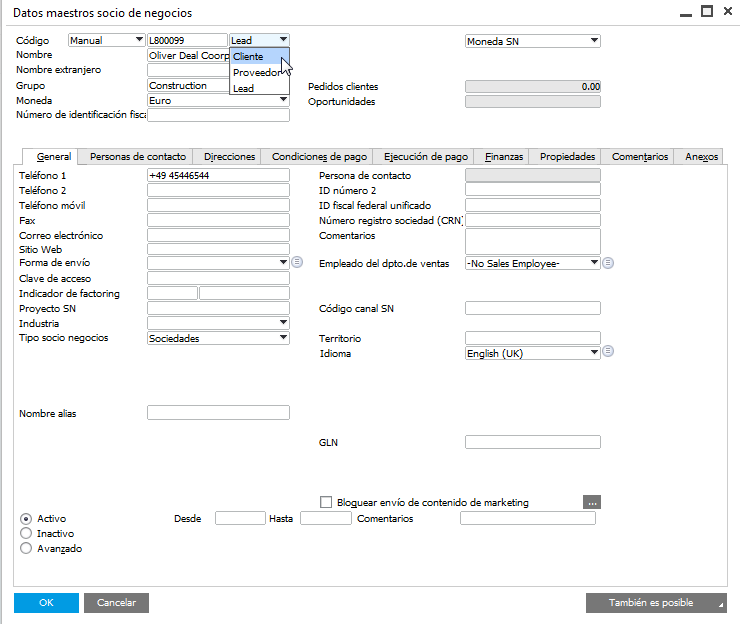 Datos maestros socio de negocios
Código Manual L800099 Lead Moneda SN
Cliente
Proveedor
Lead
Nombre Oliver Deal Coorp
Nombre extranjero
Grupo Construction Pedidos clientes 0.00
Moneda Euro Oportunidades
Número de identificación fisca
General Personas de contacto Direcciones Condiciones de pago Ejecución de pago Finanzas Propiedades Comentarios Anexos
Teléfono 1 +49 45446544 Persona de contacto
Teléfono 2 ID número 2
Teléfono móvil ID fiscal federal unificado
Fax Número registro sociedad (CRN)
Correo electrónico Comentarios
Sitio Web
Forma de envío Empleado del dpto.de ventas -No Sales Employee-
Clave de acceso
Indicador de factoring
Proyecto SN Código canal SN
Industria
Tipo socio negocios Sociedades Territorio
Idioma English (UK)
Nombre alias
GLN
Bloquear envío de contenido de marketing ...
Activo Desde Hasta Comentarios
Inactivo
Avanzado
OK Cancelar También es posible